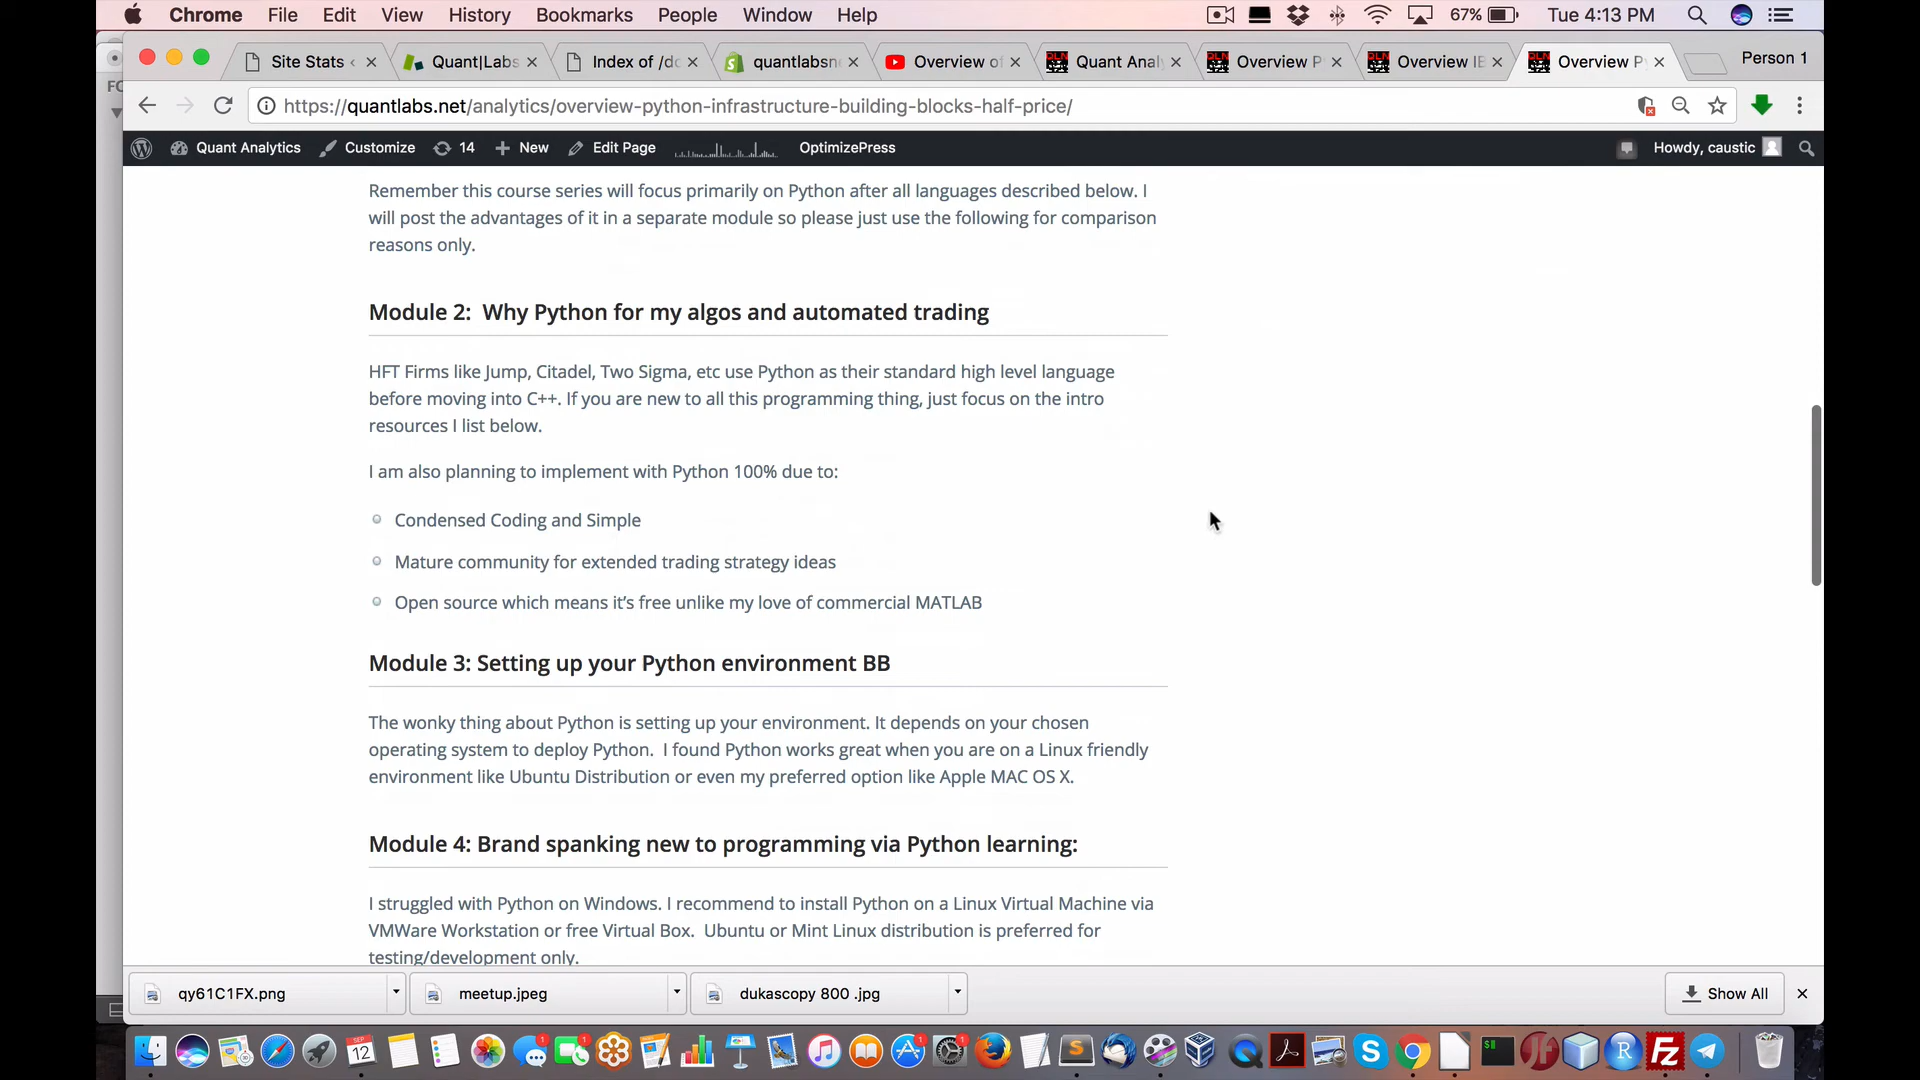 Chrome File Edit View History Bookmarks People Window Help 67% Tue 4:13 PM
Site Stats ‹ Quant|Labs Index of /do quantlabsne Overview of Quant Analy Overview P Overview IB Overview Py Person 1
https://quantlabs.net/analytics/overview-python-infrastructure-building-blocks-half-price/
Quant Analytics Customize 14 New Edit Page OptimizePress Howdy, caustic
Remember this course series will focus primarily on Python after all languages described below. I
will post the advantages of it in a separate module so please just use the following for comparison
reasons only.
Module 2:  Why Python for my algos and automated trading
HFT Firms like Jump, Citadel, Two Sigma, etc use Python as their standard high level language
before moving into C++. If you are new to all this programming thing, just focus on the intro
resources I list below.
I am also planning to implement with Python 100% due to:
Condensed Coding and Simple
Mature community for extended trading strategy ideas
Open source which means it's free unlike my love of commercial MATLAB
Module 3: Setting up your Python environment BB
The wonky thing about Python is setting up your environment. It depends on your chosen
operating system to deploy Python.  I found Python works great when you are on a Linux friendly
environment like Ubuntu Distribution or even my preferred option like Apple MAC OS X.
Module 4: Brand spanking new to programming via Python learning:
I struggled with Python on Windows. I recommend to install Python on a Linux Virtual Machine via
VMWare Workstation or free Virtual Box.  Ubuntu or Mint Linux distribution is preferred for
testing/development only.
qy61C1FX.png meetup.jpeg dukascopy 800 .jpg Show All
SEP
12